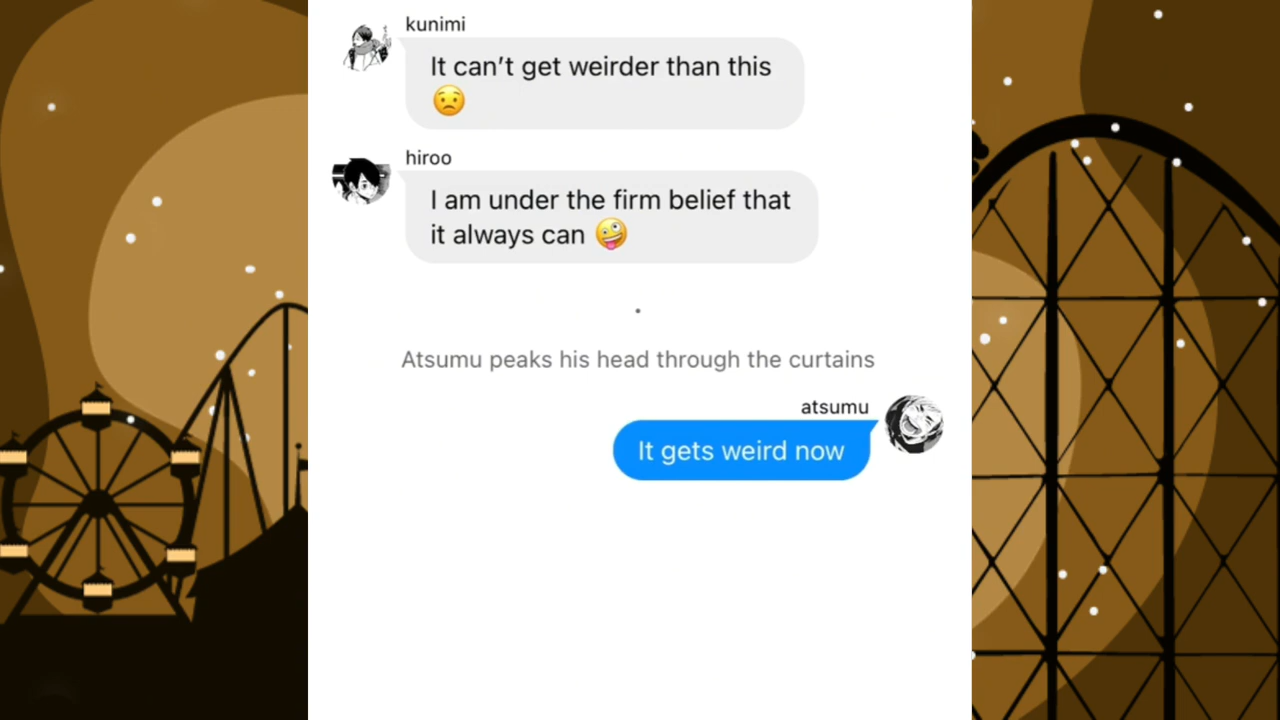 kunimi
It can’t get weirder than this
😟
hiroo
I am under the firm belief that
it always can 🤪
.
Atsumu peaks his head through the curtains
atsumu
It gets weird now